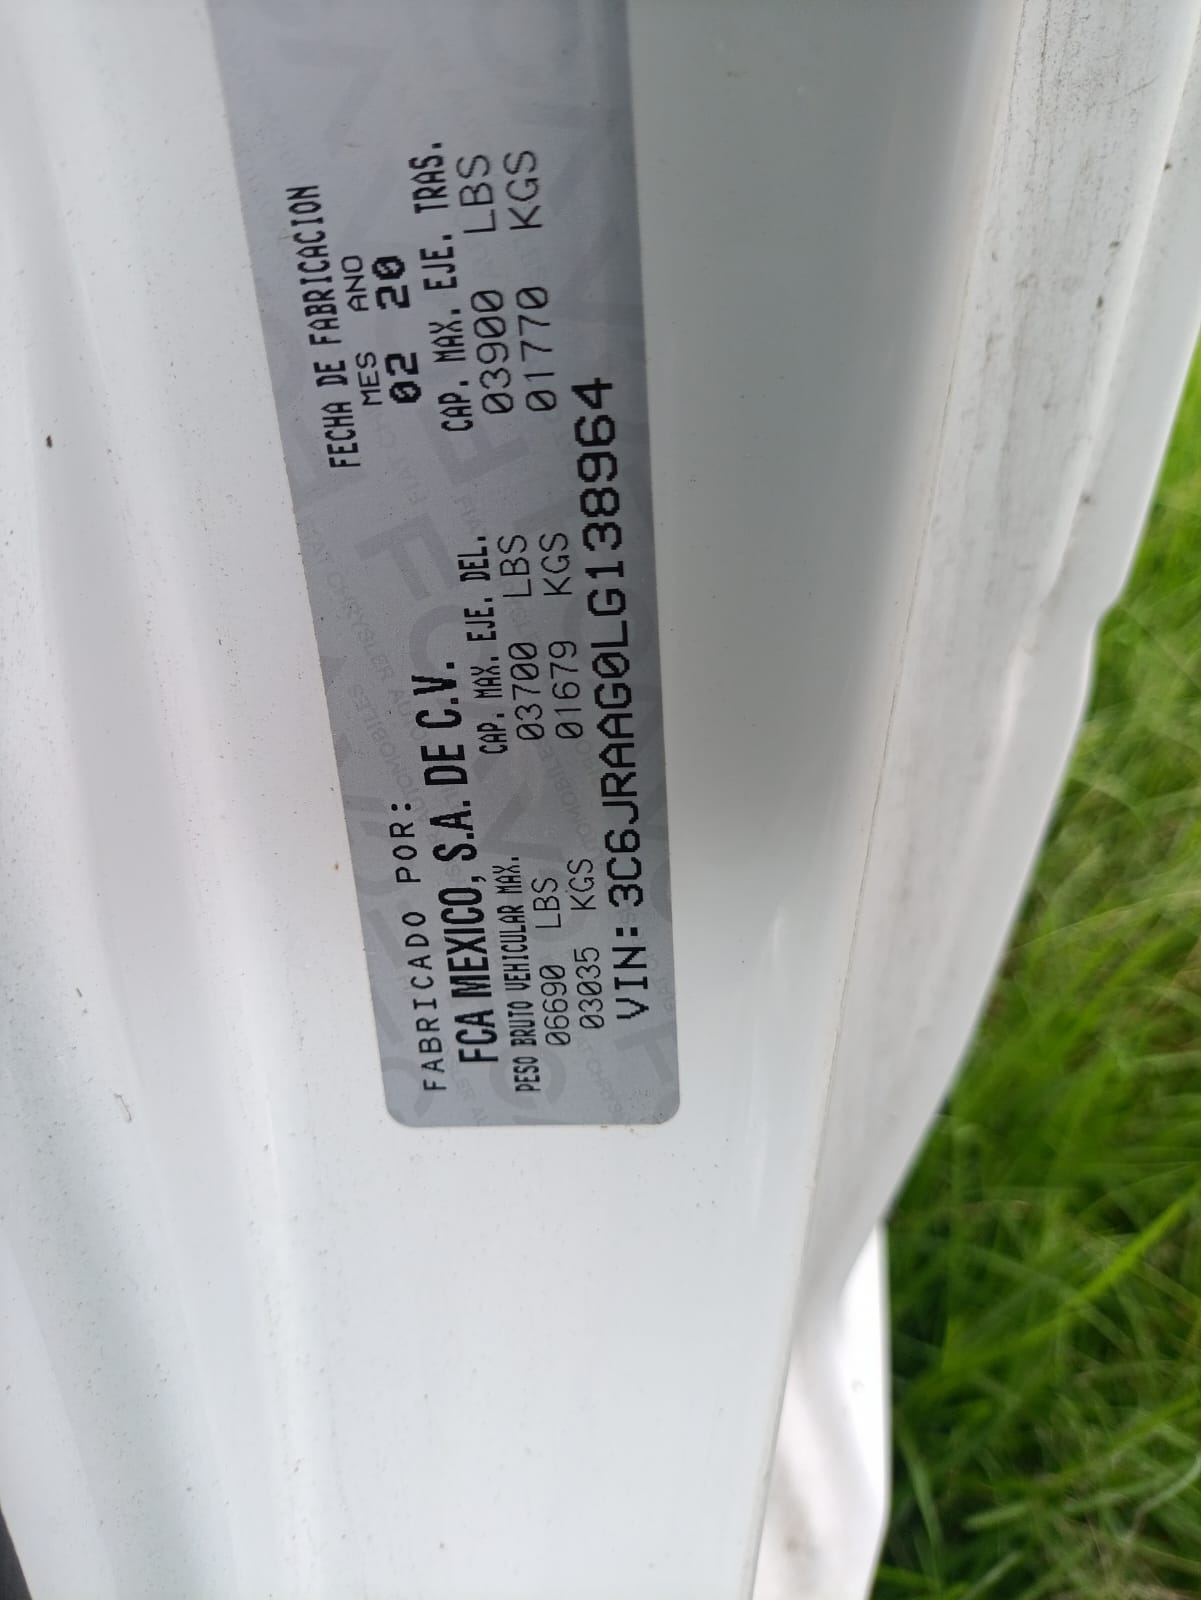 FECHA DE FABRICACION
MES ANO
02 20
FABRICADO POR:
FCA MEXICO, S.A. DE C.V.
PESO BRUTO VEHICULAR MAX. CAP. MAX. EJE. DEL. CAP. MAX. EJE. TRAS.
06690 LBS 03700 LBS 03900 LBS
03035 KGS 01679 KGS 01770 KGS
VIN:3C6JRAAG0LG138964